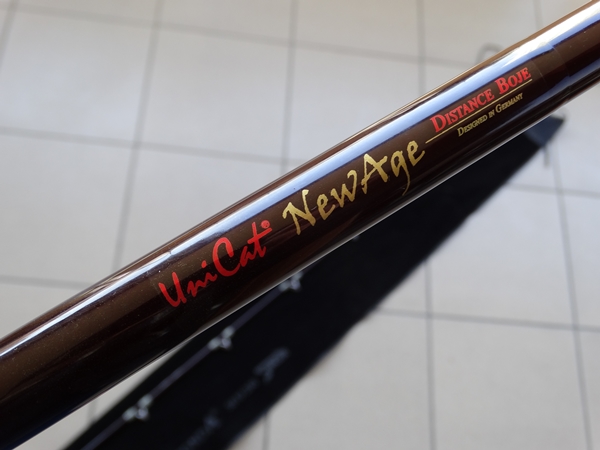 UniCat® NewAge DISTANCE BOJE
DESIGNED IN GERMANY